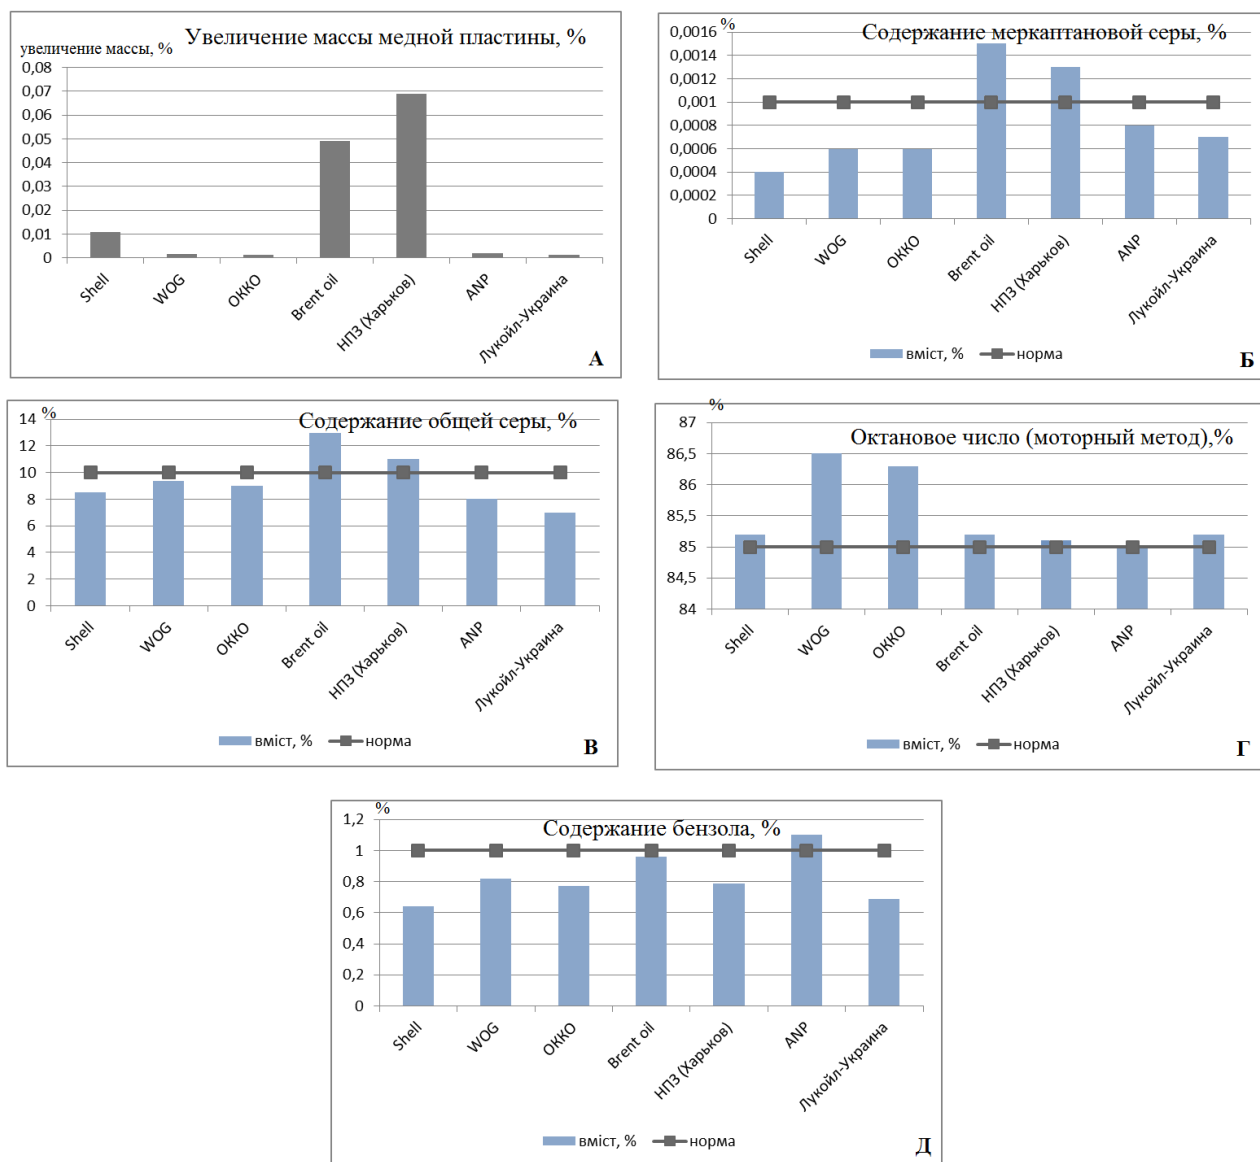 Увеличение массы медной пластины, %
увеличение массы, %
0,08
0,07
0,06
0,05
0,04
0,03
0,02
0,01
0
Shell
WOG
ОККО
Brent oil
НПЗ (Харьков)
ANP
Лукойл-Украина
А
%
Содержание меркаптановой серы, %
0,0016
0,0014
0,0012
0,001
0,0008
0,0006
0,0004
0,0002
0
Shell
WOG
ОККО
Brent oil
НПЗ (Харьков)
ANP
Лукойл-Украина
вміст, % норма
Б
%
Содержание общей серы, %
14
12
10
8
6
4
2
0
Shell
WOG
ОККО
Brent oil
НПЗ (Харьков)
ANP
Лукойл-Украина
вміст, % норма
В
%
Октановое число (моторный метод),%
87
86,5
86
85,5
85
84,5
84
Shell
WOG
ОККО
Brent oil
НПЗ (Харьков)
ANP
Лукойл-Украина
вміст, % норма
Г
%
Содержание бензола, %
1,2
1
0,8
0,6
0,4
0,2
0
Shell
WOG
ОККО
Brent oil
НПЗ (Харьков)
ANP
Лукойл-Украина
вміст, % норма
Д